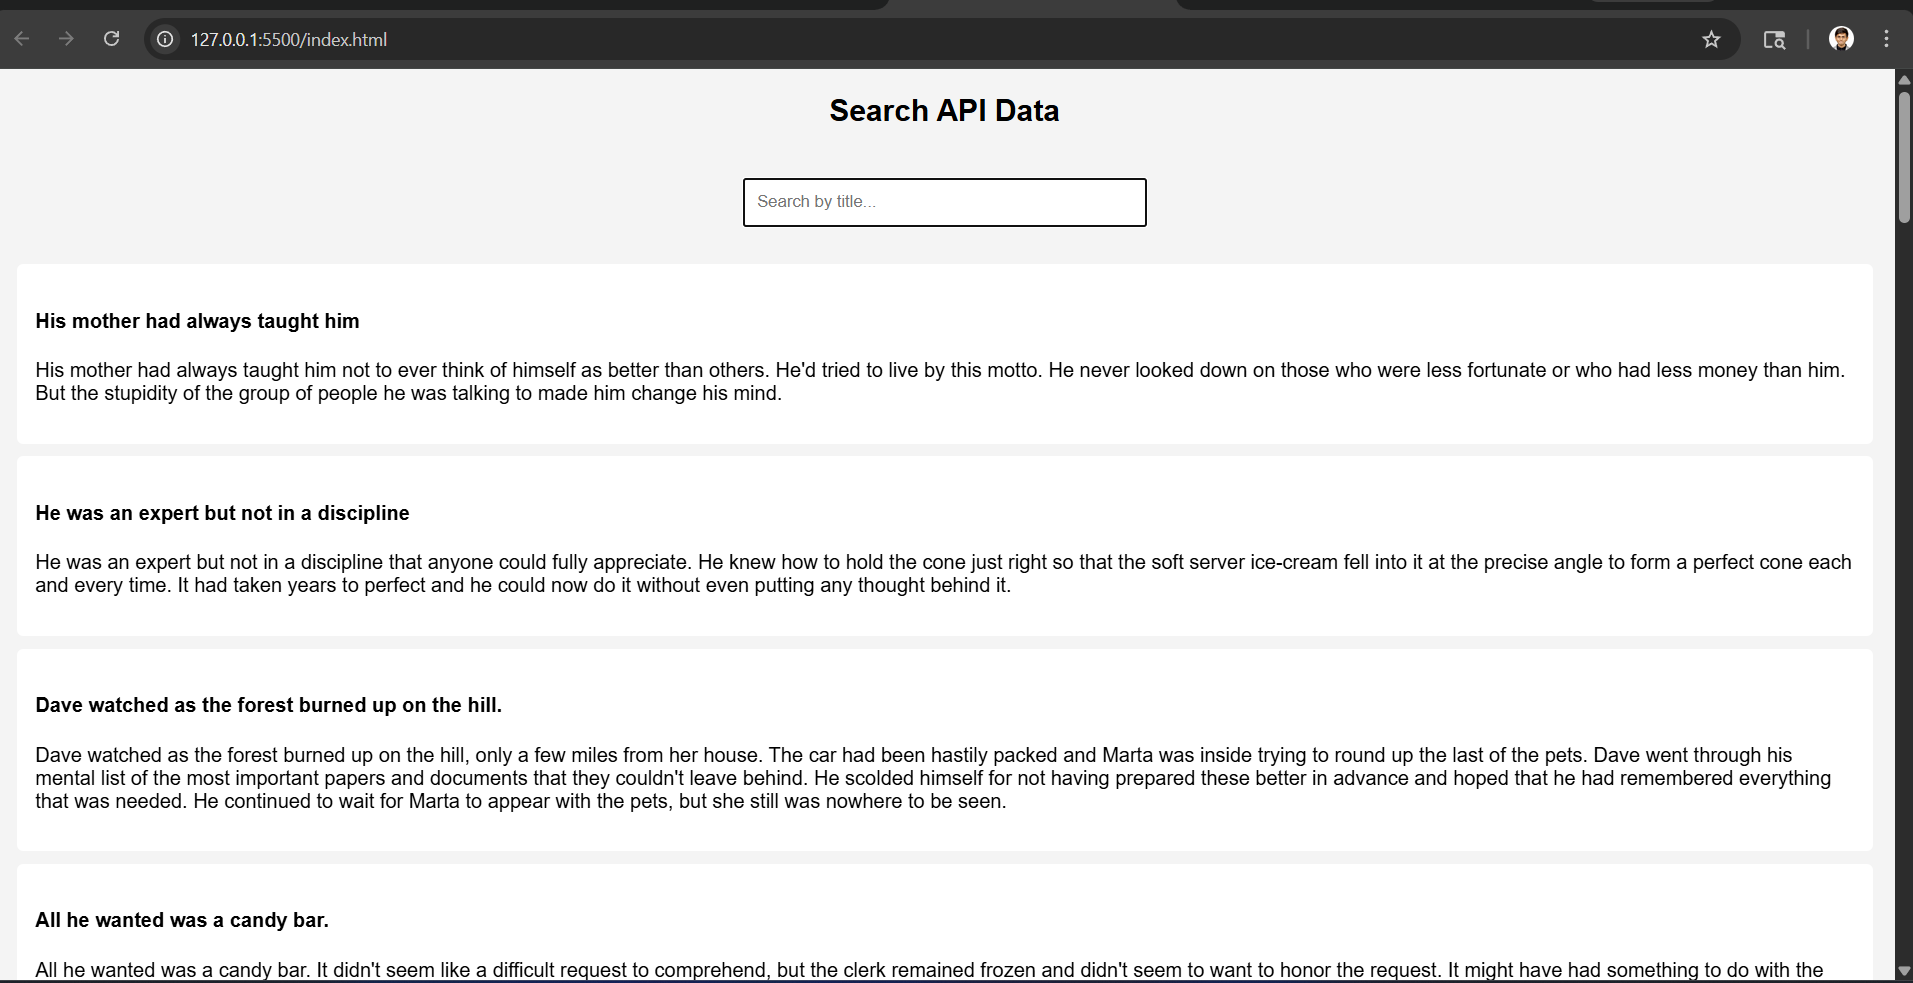 127.0.0.1:5500/index.html
Search API Data
Search by title...
His mother had always taught him
His mother had always taught him not to ever think of himself as better than others. He'd tried to live by this motto. He never looked down on those who were less fortunate or who had less money than him.
But the stupidity of the group of people he was talking to made him change his mind.
He was an expert but not in a discipline
He was an expert but not in a discipline that anyone could fully appreciate. He knew how to hold the cone just right so that the soft server ice-cream fell into it at the precise angle to form a perfect cone each
and every time. It had taken years to perfect and he could now do it without even putting any thought behind it.
Dave watched as the forest burned up on the hill.
Dave watched as the forest burned up on the hill, only a few miles from her house. The car had been hastily packed and Marta was inside trying to round up the last of the pets. Dave went through his
mental list of the most important papers and documents that they couldn't leave behind. He scolded himself for not having prepared these better in advance and hoped that he had remembered everything
that was needed. He continued to wait for Marta to appear with the pets, but she still was nowhere to be seen.
All he wanted was a candy bar.
All he wanted was a candy bar. It didn't seem like a difficult request to comprehend, but the clerk remained frozen and didn't seem to want to honor the request. It might have had something to do with the